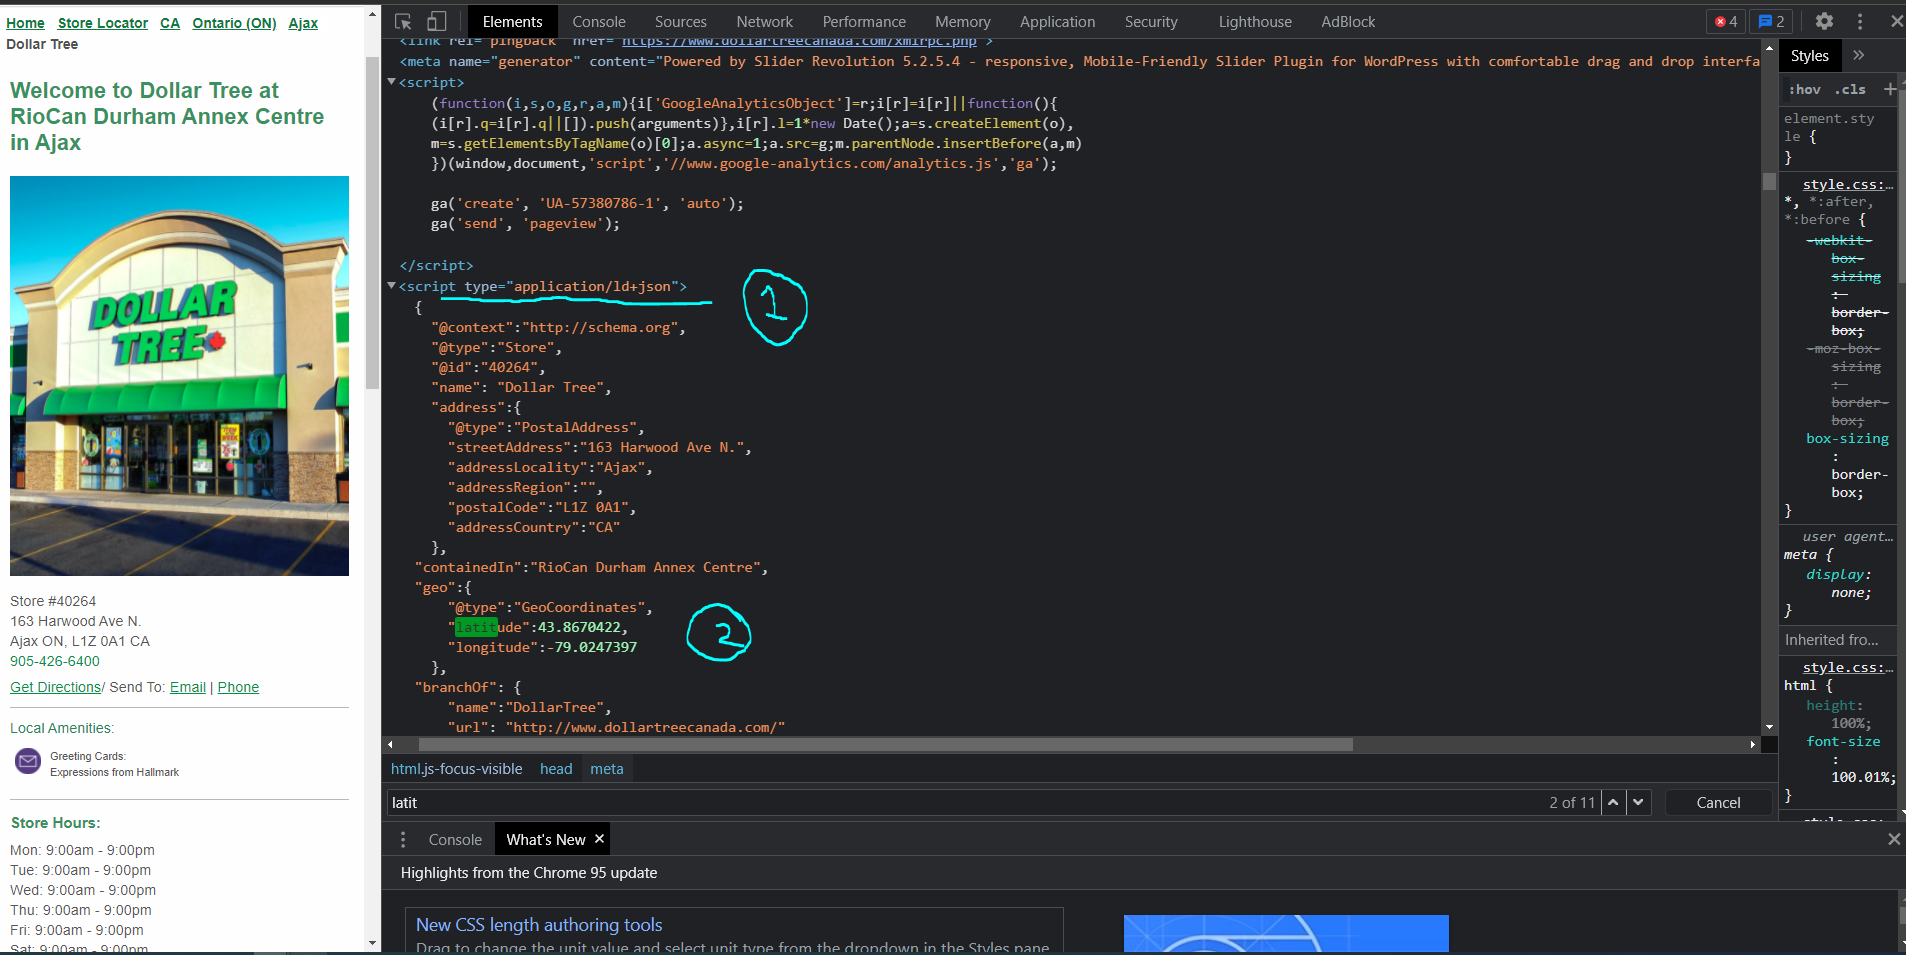 Home Store Locator CA Ontario (ON) Ajax
Dollar Tree
Welcome to Dollar Tree at
RioCan Durham Annex Centre
in Ajax
DOLLAR
TREE
Store #40264
163 Harwood Ave N.
Ajax ON, L1Z 0A1 CA
905-426-6400
Get Directions/ Send To: Email | Phone
Local Amenities:
Greeting Cards:
Expressions from Hallmark
Store Hours:
Mon: 9:00am - 9:00pm
Tue: 9:00am - 9:00pm
Wed: 9:00am - 9:00pm
Thu: 9:00am - 9:00pm
Fri: 9:00am - 9:00pm
Sat: 9:00am - 9:00pm
Elements Console Sources Network Performance Memory Application Security Lighthouse AdBlock 4 2
<link rel="pingback" href="https://www.dollartreecanada.com/xmlrpc.php">
<meta name="generator" content="Powered by Slider Revolution 5.2.5.4 - responsive, Mobile-Friendly Slider Plugin for WordPress with comfortable drag and drop interfa
<script>
(function(i,s,o,g,r,a,m){i['GoogleAnalyticsObject']=r;i[r]=i[r]||function(){
(i[r].q=i[r].q||[]).push(arguments)},i[r].l=1*new Date();a=s.createElement(o),
m=s.getElementsByTagName(o)[0];a.async=1;a.src=g;m.parentNode.insertBefore(a,m)
})(window,document,'script','//www.google-analytics.com/analytics.js','ga');
ga('create', 'UA-57380786-1', 'auto');
ga('send', 'pageview');
</script>
<script type="application/ld+json">
1
{
"@context":"http://schema.org",
"@type":"Store",
"@id":"40264",
"name": "Dollar Tree",
"address":{
"@type":"PostalAddress",
"streetAddress":"163 Harwood Ave N.",
"addressLocality":"Ajax",
"addressRegion":"",
"postalCode":"L1Z 0A1",
"addressCountry":"CA"
},
"containedIn":"RioCan Durham Annex Centre",
"geo":{
"@type":"GeoCoordinates",
"latitude":43.8670422,
2
"longitude":-79.0247397
},
"branchOf": {
"name":"DollarTree",
"url": "http://www.dollartreecanada.com/"
html.js-focus-visible head meta
latit 2 of 11 Cancel
Console What's New
Highlights from the Chrome 95 update
New CSS length authoring tools
Drag to change the unit value and select unit type from the dropdown in the Styles pane
Styles
:hov .cls +
element.sty
le {
}
style.css:…
*, *:after,
*:before {
-webkit-
box-
sizing
:
border-
box;
-moz-box-
sizing
:
border-
box;
box-sizing
:
border-
box;
}
user agent…
meta {
display:
none;
}
Inherited fro…
style.css:…
html {
height:
100%;
font-size
:
100.01%;
}
style.css:…